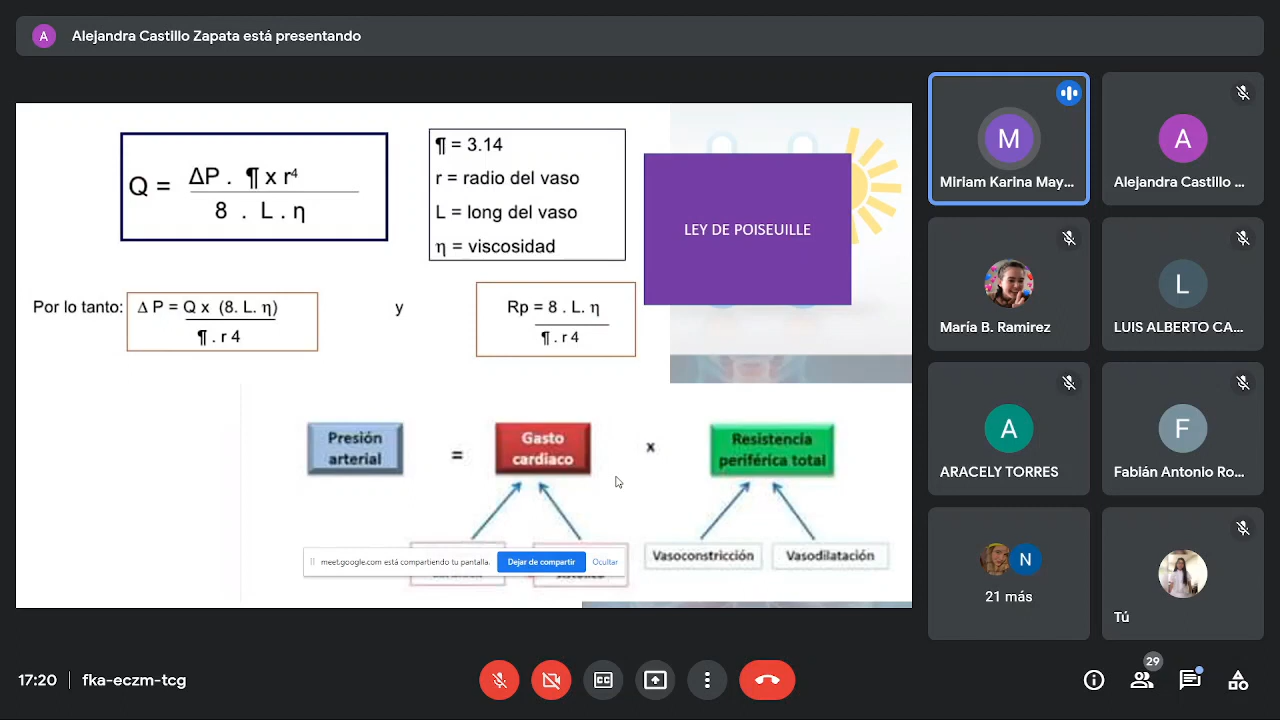 A
Alejandra Castillo Zapata está presentando
Q = ΔP . ¶ x r⁴
8 . L . η
¶ = 3.14
r = radio del vaso
L = long del vaso
η = viscosidad
LEY DE POISEUILLE
Por lo tanto:
Δ P = Q x (8. L. η)
¶ . r 4
y
Rp = 8 . L. η
¶ . r 4
Presión
arterial
=
Gasto
cardíaco
x
Resistencia
periférica total
Vasoconstricción
Vasodilatación
meet.google.com está compartiendo tu pantalla.
Dejar de compartir
Ocultar
M
Miriam Karina May...
A
Alejandra Castillo ...
María B. Ramirez
L
LUIS ALBERTO CA...
A
ARACELY TORRES
F
Fabián Antonio Ro...
N
21 más
Tú
17:20
fka-eczm-tcg
29